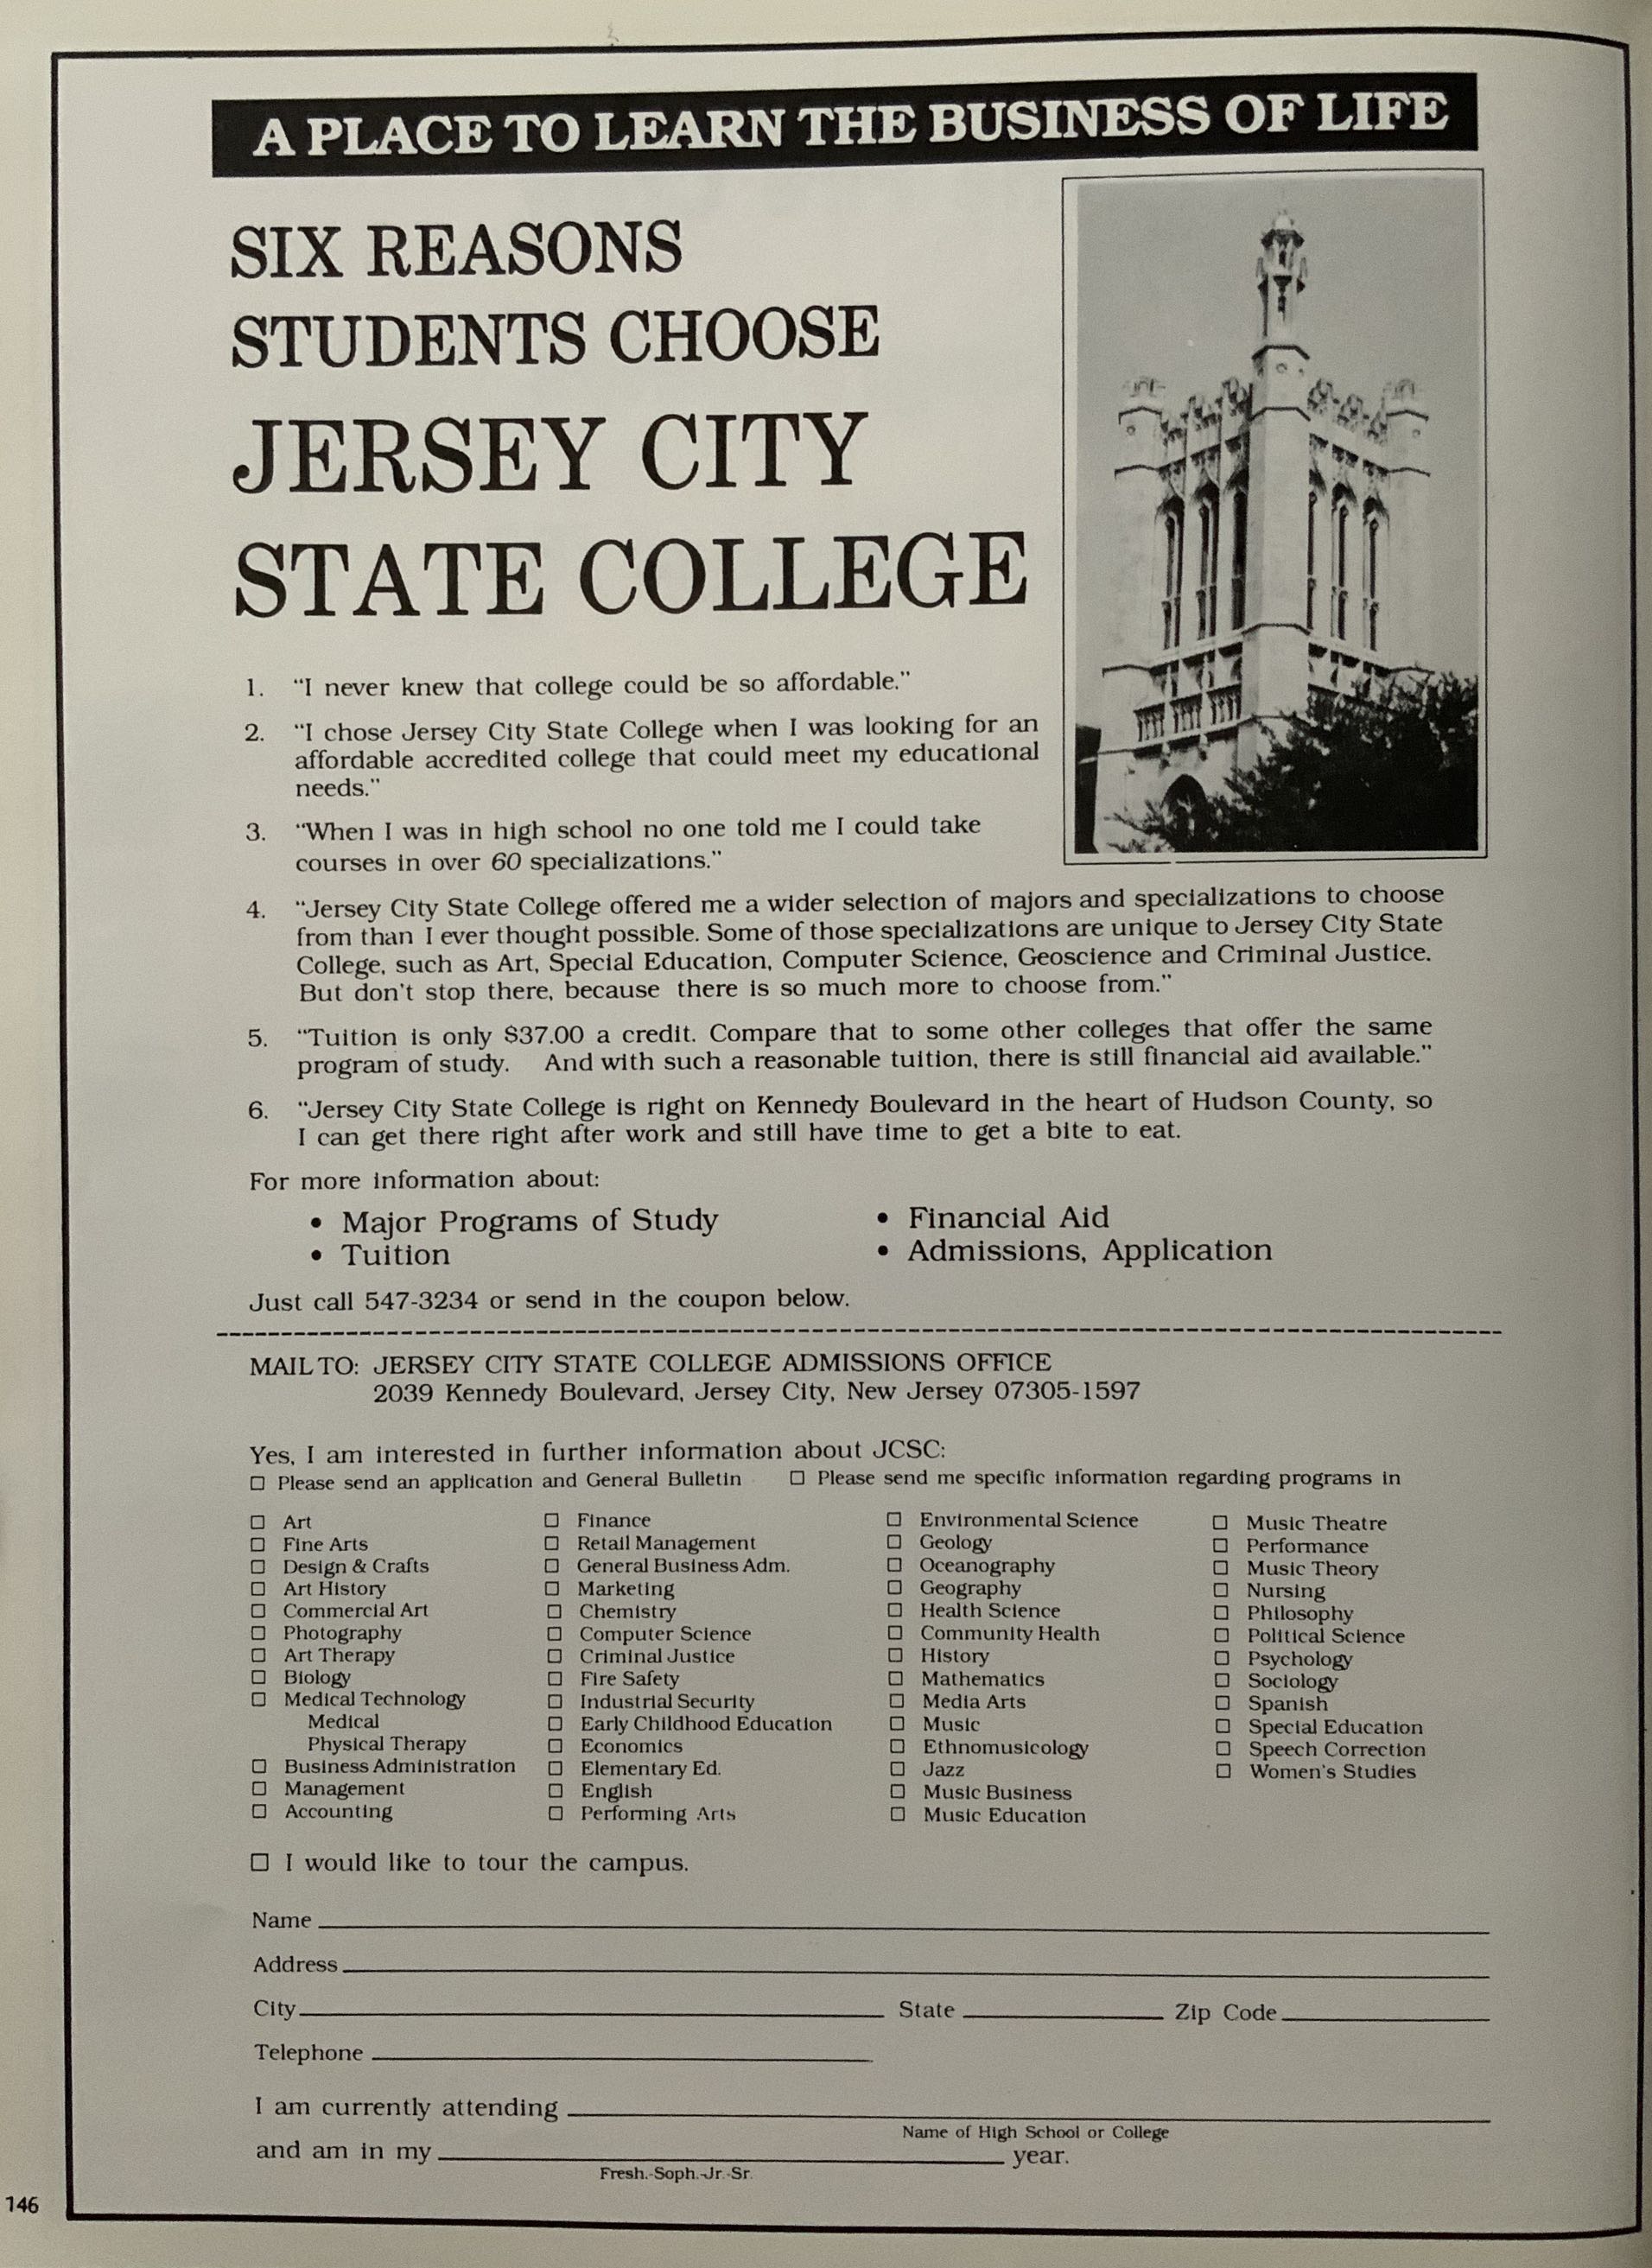 A PLACE TO LEARN THE BUSINESS OF LIFE
SIX REASONS
STUDENTS CHOOSE
JERSEY CITY
STATE COLLEGE
1. “I never knew that college could be so affordable.”
2. “I chose Jersey City State College when I was looking for an
affordable accredited college that could meet my educational
needs.”
3. “When I was in high school no one told me I could take
courses in over 60 specializations.”
4. “Jersey City State College offered me a wider selection of majors and specializations to choose
from than I ever thought possible. Some of those specializations are unique to Jersey City State
College, such as Art, Special Education, Computer Science, Geoscience and Criminal Justice.
But don't stop there, because there is so much more to choose from.”
5. “Tuition is only $37.00 a credit. Compare that to some other colleges that offer the same
program of study. And with such a reasonable tuition, there is still financial aid available.”
6. “Jersey City State College is right on Kennedy Boulevard in the heart of Hudson County, so
I can get there right after work and still have time to get a bite to eat.
For more information about:
• Major Programs of Study
• Tuition
• Financial Aid
• Admissions, Application
Just call 547-3234 or send in the coupon below.
MAIL TO: JERSEY CITY STATE COLLEGE ADMISSIONS OFFICE
2039 Kennedy Boulevard, Jersey City, New Jersey 07305-1597
Yes, I am interested in further information about JCSC:
☐ Please send an application and General Bulletin ☐ Please send me specific information regarding programs in
☐ Art
☐ Fine Arts
☐ Design & Crafts
☐ Art History
☐ Commercial Art
☐ Photography
☐ Art Therapy
☐ Biology
☐ Medical Technology
Medical
Physical Therapy
☐ Business Administration
☐ Management
☐ Accounting
☐ Finance
☐ Retail Management
☐ General Business Adm.
☐ Marketing
☐ Chemistry
☐ Computer Science
☐ Criminal Justice
☐ Fire Safety
☐ Industrial Security
☐ Early Childhood Education
☐ Economics
☐ Elementary Ed.
☐ English
☐ Performing Arts
☐ Environmental Science
☐ Geology
☐ Oceanography
☐ Geography
☐ Health Science
☐ Community Health
☐ History
☐ Mathematics
☐ Media Arts
☐ Music
☐ Ethnomusicology
☐ Jazz
☐ Music Business
☐ Music Education
☐ Music Theatre
☐ Performance
☐ Music Theory
☐ Nursing
☐ Philosophy
☐ Political Science
☐ Psychology
☐ Sociology
☐ Spanish
☐ Special Education
☐ Speech Correction
☐ Women's Studies
☐ I would like to tour the campus.
Name
Address
City State Zip Code
Telephone
I am currently attending
Name of High School or College
and am in my year.
Fresh.-Soph.-Jr.-Sr.
146